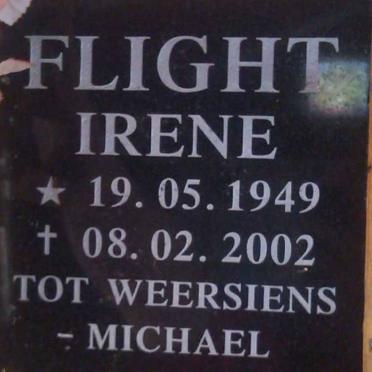 FLIGHT
IRENE
★ 19.05.1949
✝ 08.02.2002
TOT WEERSIENS
- MICHAEL